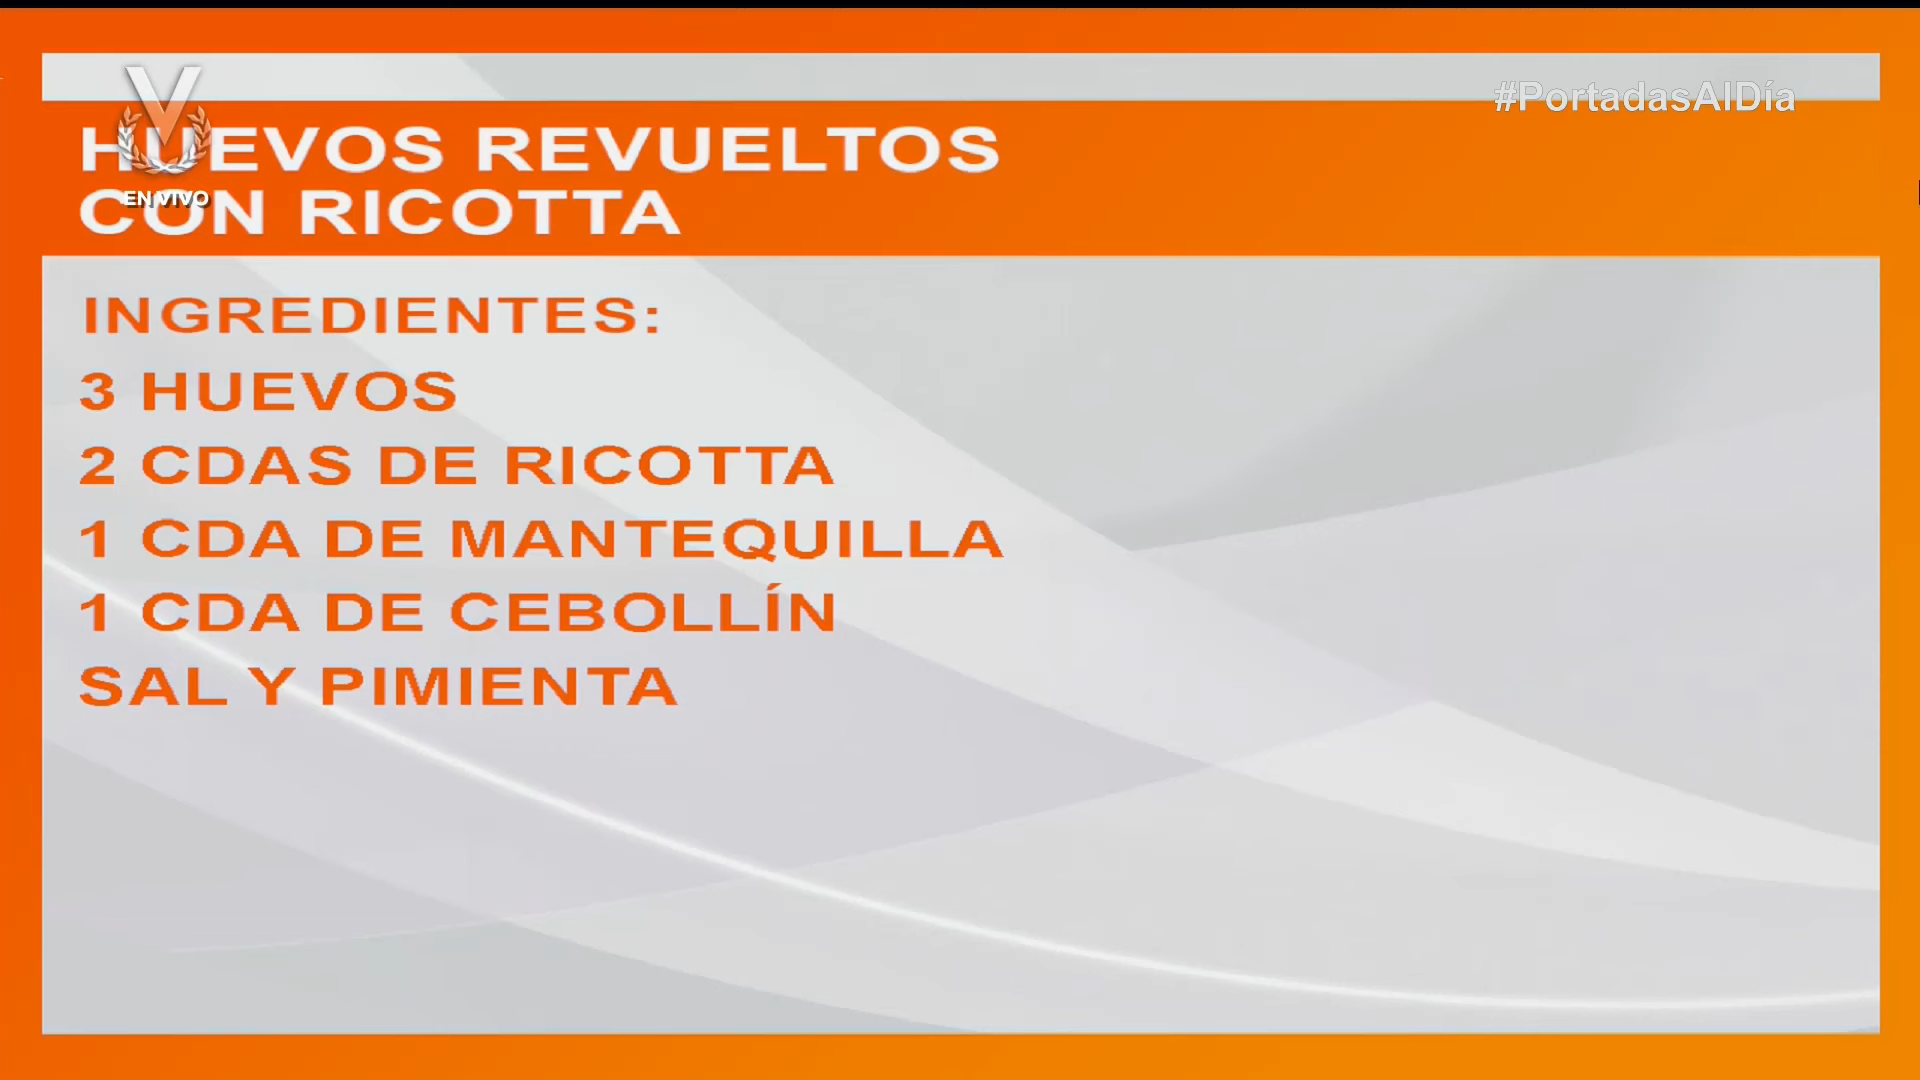 #PortadasAlDía
HUEVOS REVUELTOS
CON RICOTTA
EN VIVO
INGREDIENTES:
3 HUEVOS
2 CDAS DE RICOTTA
1 CDA DE MANTEQUILLA
1 CDA DE CEBOLLÍN
SAL Y PIMIENTA